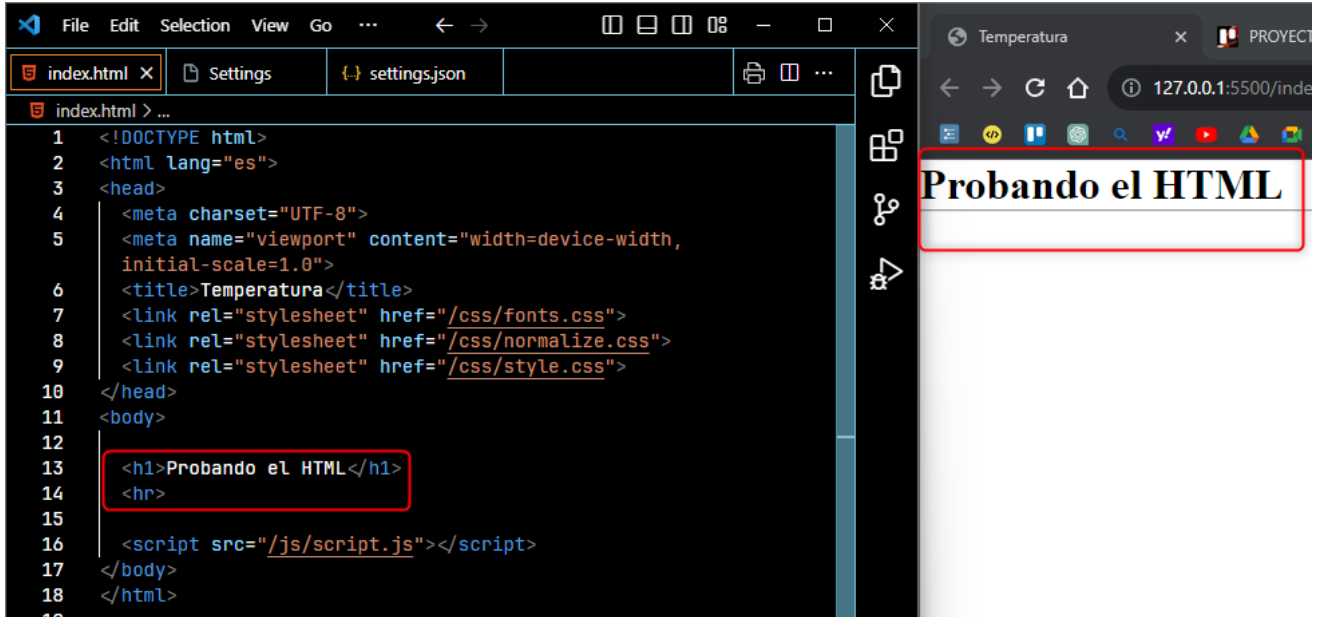 File Edit Selection View Go ···
index.html Settings {..} settings.json ···
index.html > ...
1 <!DOCTYPE html>
2 <html lang="es">
3 <head>
4 <meta charset="UTF-8">
5 <meta name="viewport" content="width=device-width,
initial-scale=1.0">
6 <title>Temperatura</title>
7 <link rel="stylesheet" href="/css/fonts.css">
8 <link rel="stylesheet" href="/css/normalize.css">
9 <link rel="stylesheet" href="/css/style.css">
10 </head>
11 <body>
12
13 <h1>Probando el HTML</h1>
14 <hr>
15
16 <script src="/js/script.js"></script>
17 </body>
18 </html>
Temperatura PROYECT
127.0.0.1:5500/inde
y!
Probando el HTML